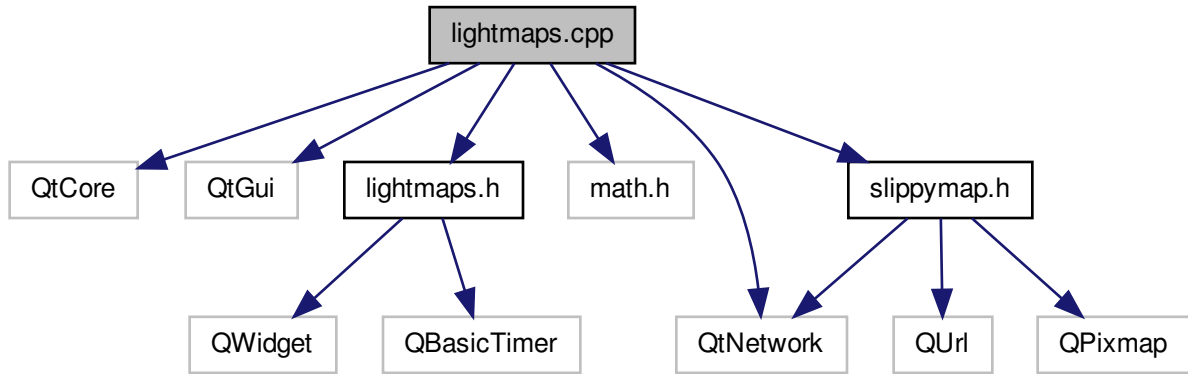 lightmaps.cpp
QtCore
QtGui
lightmaps.h
math.h
slippymap.h
QWidget
QBasicTimer
QtNetwork
QUrl
QPixmap